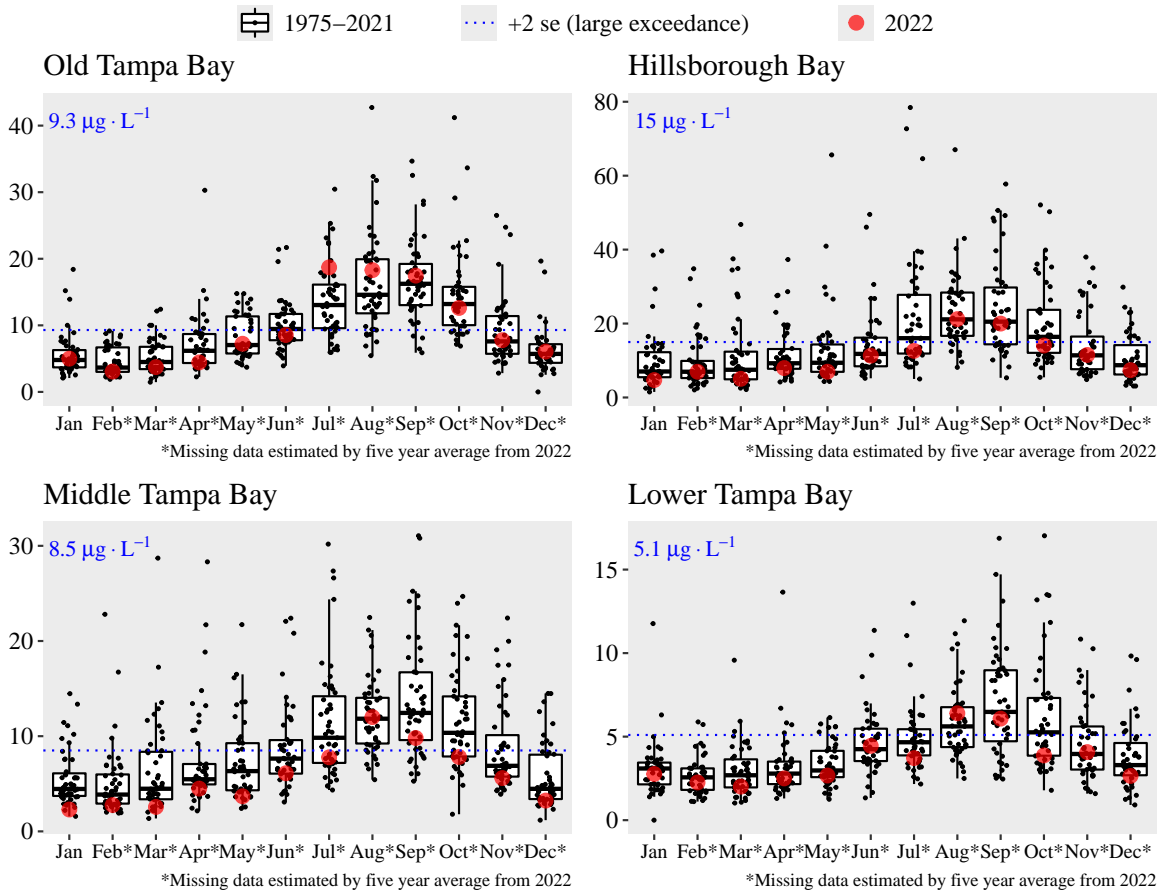 1975–2021 +2 se (large exceedance) 2022
Old Tampa Bay
9.3 μg · L⁻¹
40
30
20
10
0
Jan Feb* Mar* Apr* May* Jun* Jul* Aug* Sep* Oct* Nov* Dec*
*Missing data estimated by five year average from 2022
Hillsborough Bay
15 μg · L⁻¹
80
60
40
20
0
Jan Feb* Mar* Apr* May* Jun* Jul* Aug* Sep* Oct* Nov* Dec*
*Missing data estimated by five year average from 2022
Middle Tampa Bay
8.5 μg · L⁻¹
30
20
10
0
Jan Feb* Mar* Apr* May* Jun* Jul* Aug* Sep* Oct* Nov* Dec*
*Missing data estimated by five year average from 2022
Lower Tampa Bay
5.1 μg · L⁻¹
15
10
5
0
Jan Feb* Mar* Apr* May* Jun* Jul* Aug* Sep* Oct* Nov* Dec*
*Missing data estimated by five year average from 2022